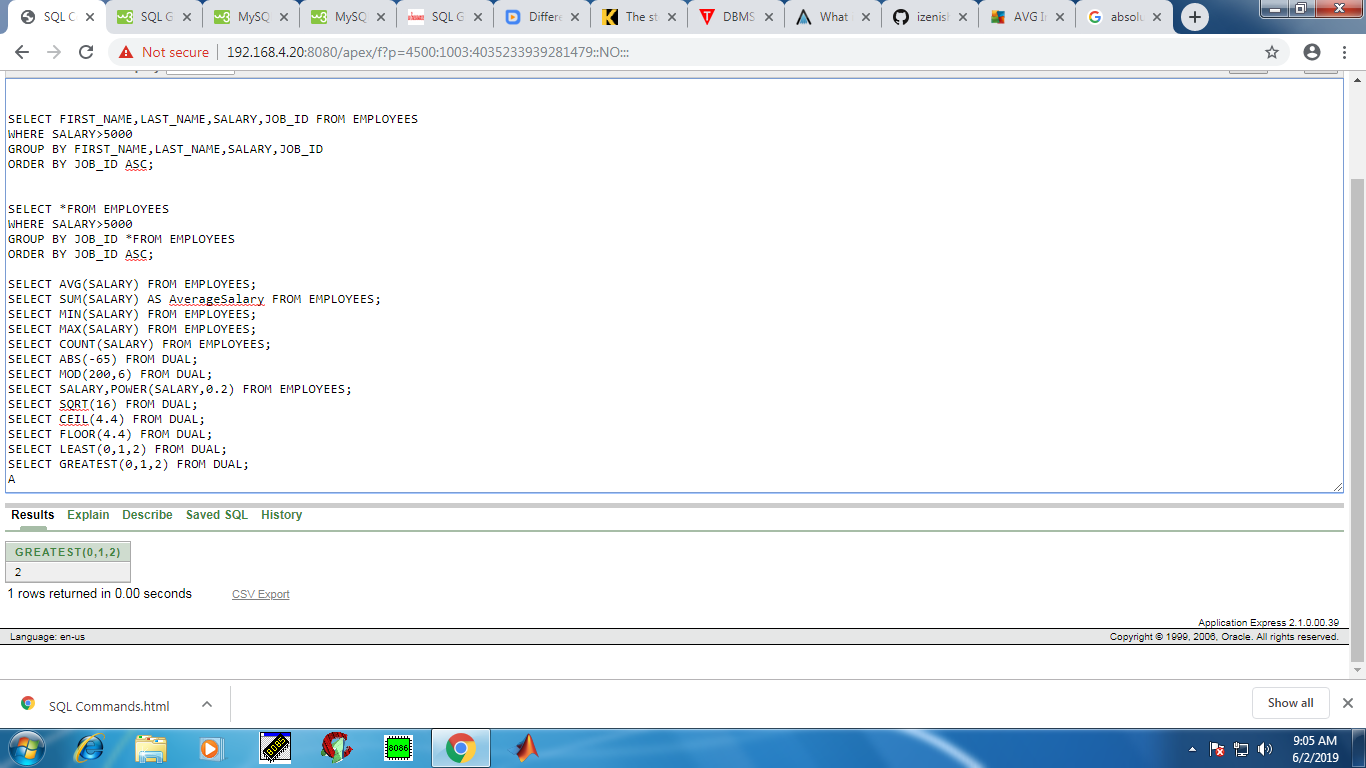 SQL C
SQL G
MySQ
MySQ
SQL G
Differe
The st
DBMS
What
izenish
AVG I
absolu
Not secure
192.168.4.20:8080/apex/f?p=4500:1003:4035233939281479::NO:::
SELECT FIRST_NAME,LAST_NAME,SALARY,JOB_ID FROM EMPLOYEES
WHERE SALARY>5000
GROUP BY FIRST_NAME,LAST_NAME,SALARY,JOB_ID
ORDER BY JOB_ID ASC;
SELECT *FROM EMPLOYEES
WHERE SALARY>5000
GROUP BY JOB_ID *FROM EMPLOYEES
ORDER BY JOB_ID ASC;
SELECT AVG(SALARY) FROM EMPLOYEES;
SELECT SUM(SALARY) AS AverageSalary FROM EMPLOYEES;
SELECT MIN(SALARY) FROM EMPLOYEES;
SELECT MAX(SALARY) FROM EMPLOYEES;
SELECT COUNT(SALARY) FROM EMPLOYEES;
SELECT ABS(-65) FROM DUAL;
SELECT MOD(200,6) FROM DUAL;
SELECT SALARY,POWER(SALARY,0.2) FROM EMPLOYEES;
SELECT SQRT(16) FROM DUAL;
SELECT CEIL(4.4) FROM DUAL;
SELECT FLOOR(4.4) FROM DUAL;
SELECT LEAST(0,1,2) FROM DUAL;
SELECT GREATEST(0,1,2) FROM DUAL;
A
Results Explain Describe Saved SQL History
GREATEST(0,1,2)
2
1 rows returned in 0.00 seconds CSV Export
Application Express 2.1.0.00.39
Language: en-us Copyright © 1999, 2006, Oracle. All rights reserved.
SQL Commands.html
Show all
8086
9:05 AM
6/2/2019